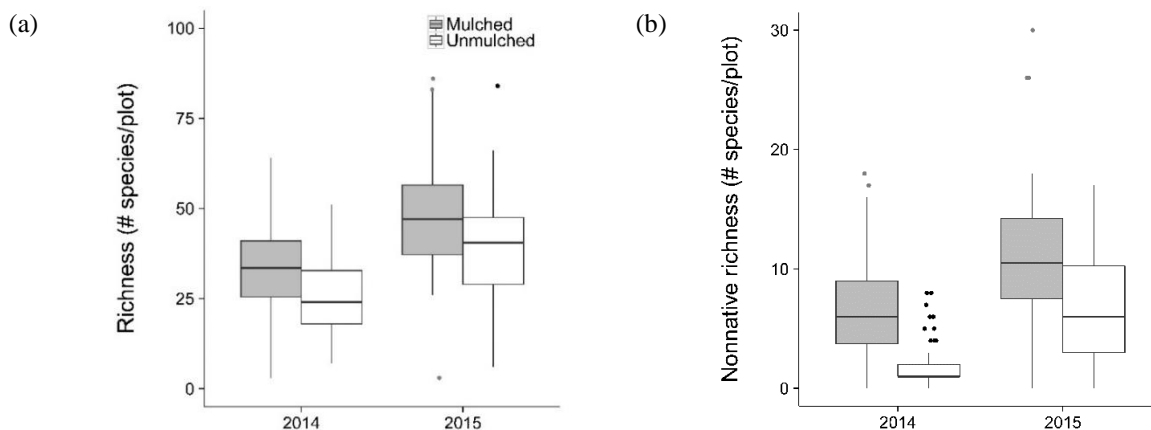 (a)
Richness (# species/plot)
100
75
50
25
0
Mulched
Unmulched
2014 2015
(b)
Nonnative richness (# species/plot)
30
20
10
0
2014 2015